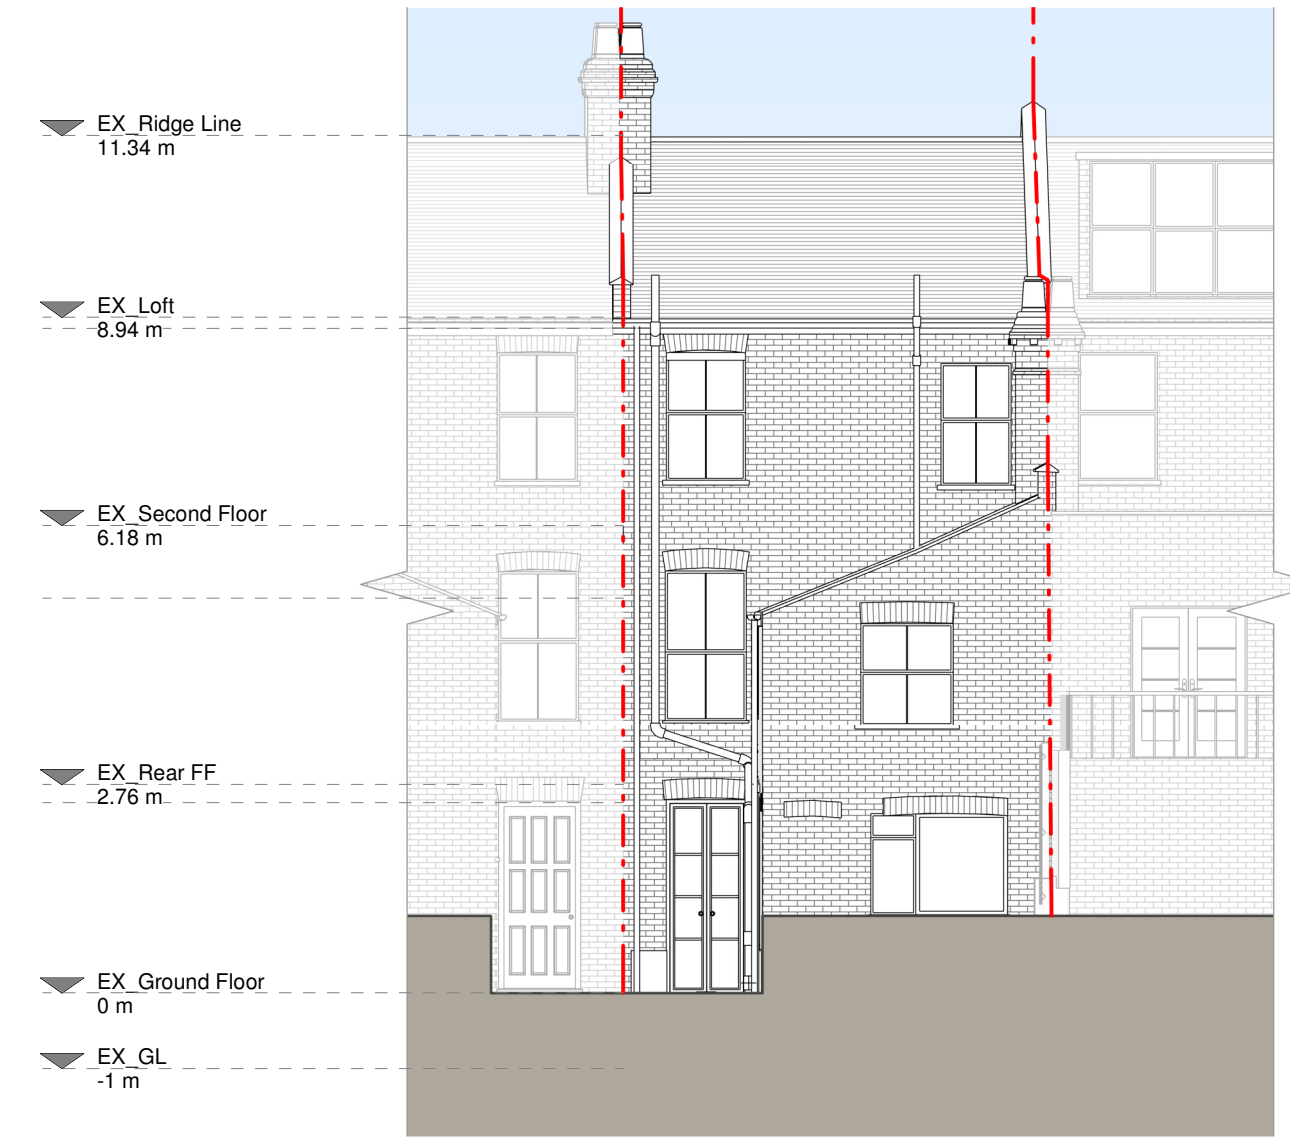 EX_Ridge Line
11.34 m
EX_Loft
8.94 m
EX_Second Floor
6.18 m
EX_Rear FF
2.76 m
EX_Ground Floor
0 m
EX_GL
-1 m